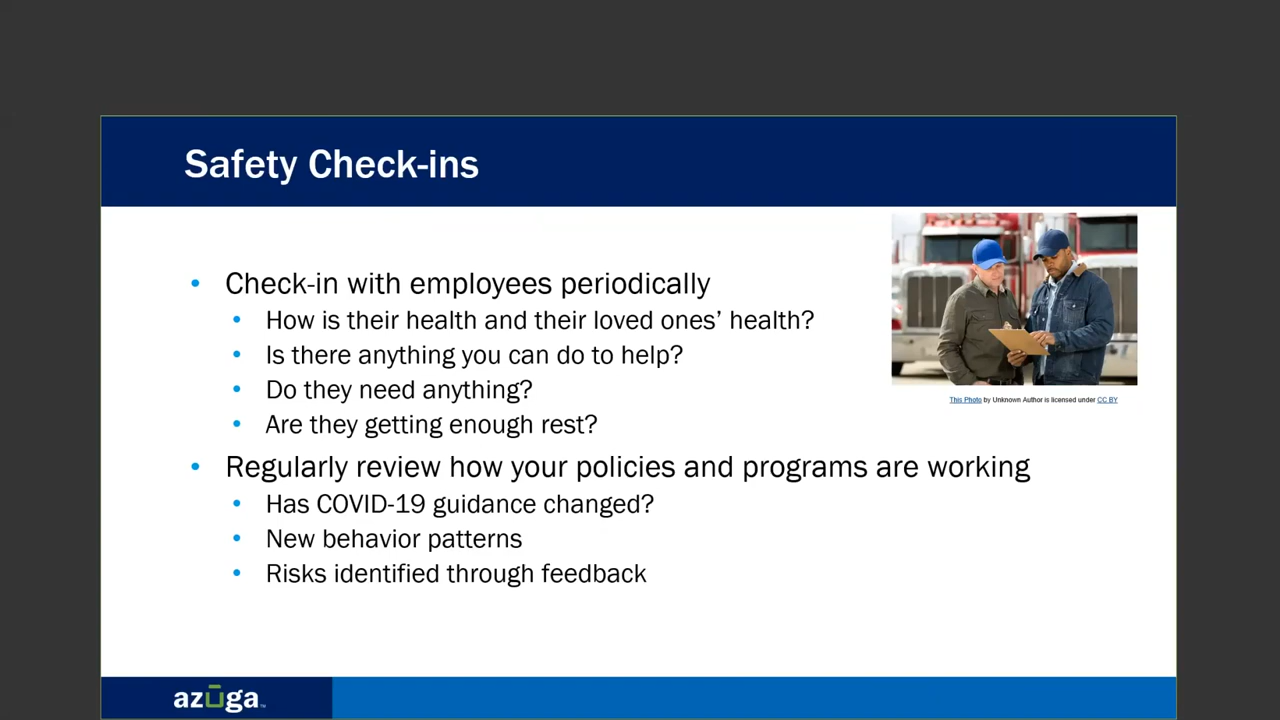 Safety Check-ins
• Check-in with employees periodically
• How is their health and their loved ones’ health?
• Is there anything you can do to help?
• Do they need anything?
• Are they getting enough rest?
This Photo by Unknown Author is licensed under CC BY
• Regularly review how your policies and programs are working
• Has COVID-19 guidance changed?
• New behavior patterns
• Risks identified through feedback
azūga™